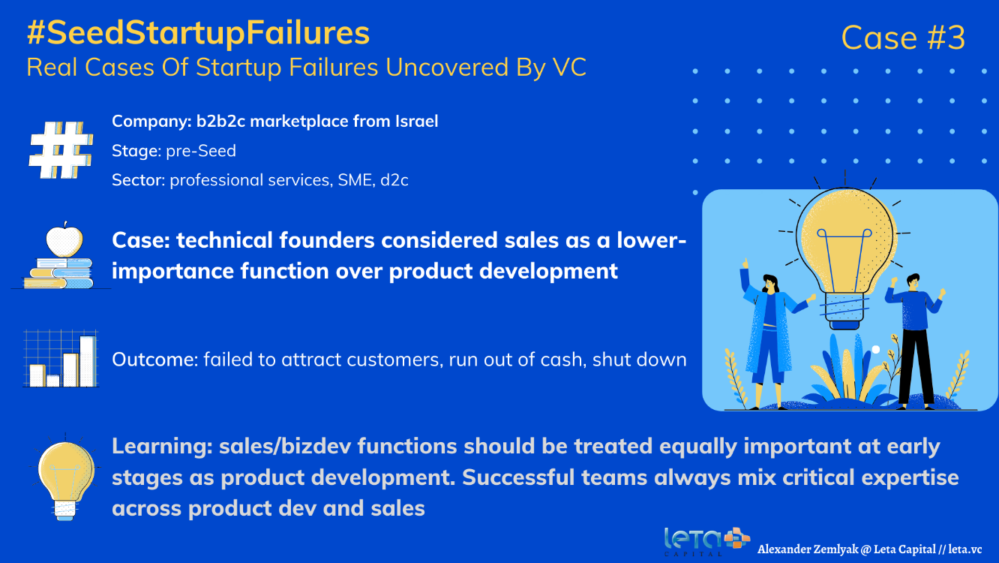 #SeedStartupFailures
Real Cases Of Startup Failures Uncovered By VC
Case #3
#
Company: b2b2c marketplace from Israel
Stage: pre-Seed
Sector: professional services, SME, d2c
Case: technical founders considered sales as a lower-
importance function over product development
Outcome: failed to attract customers, run out of cash, shut down
Learning: sales/bizdev functions should be treated equally important at early
stages as product development. Successful teams always mix critical expertise
across product dev and sales
leta
CAPITAL
Alexander Zemlyak @ Leta Capital // leta.vc